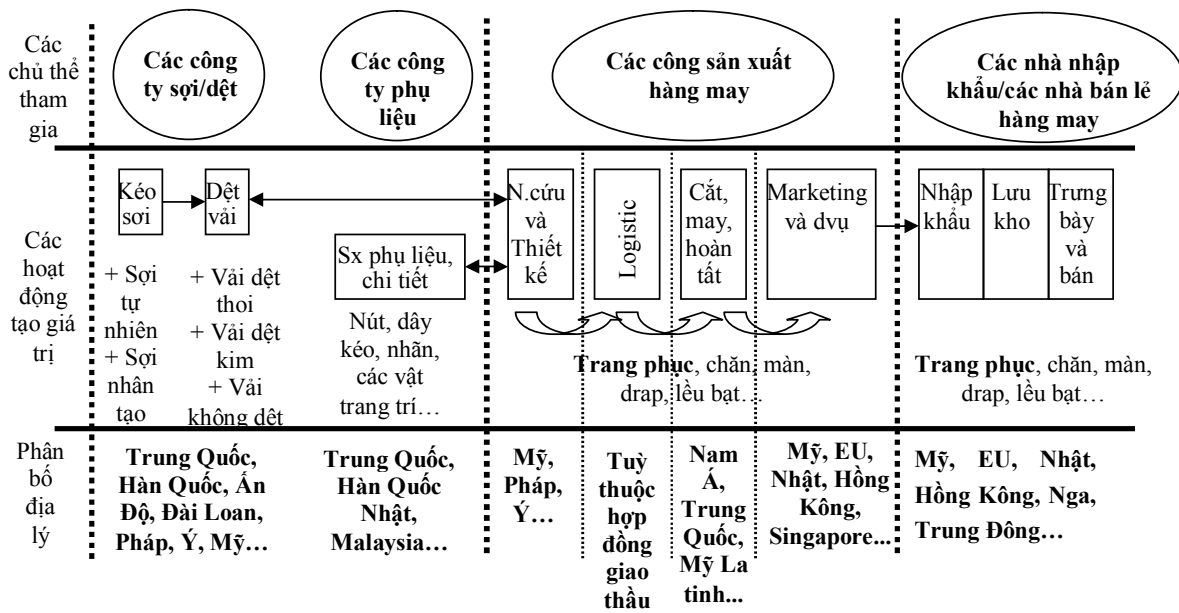 Các
chủ thể
tham
gia
Các công
ty sợi/dệt
Các công
ty phụ
liệu
Các công sản xuất
hàng may
Các nhà nhập
khẩu/các nhà bán lẻ
hàng may
Các
hoạt
động
tạo giá
trị
Kéo
sơi
Dệt
vải
+ Sợi
tự
nhiên
+ Sợi
nhân
tạo
+ Vải dệt
thoi
+ Vải dệt
kim
+ Vải
không dêt
Sx phụ liệu,
chi tiết
Nút, dây
kéo, nhãn,
các vật
trang trí…
N.cứu
và
Thiết
kế
Logistic
Cắt,
may,
hoàn
tất
Marketing
và dvụ
Trang phục, chăn, màn,
drap, lều bạt…
Nhập
khẩu
Lưu
kho
Trưng
bày
và
bán
Trang phục, chăn, màn,
drap, lều bạt…
Phân
bố
địa
lý
Trung Quốc,
Hàn Quốc, Ấn
Độ, Đài Loan,
Pháp, Ý, Mỹ…
Trung Quốc,
Hàn Quốc
Nhật,
Malaysia…
Mỹ,
Pháp,
Ý…
Tuỳ
thuộc
hợp
đồng
giao
thầu
Nam
Á,
Trung
Quốc,
Mỹ La
tinh...
Mỹ, EU,
Nhật, Hồng
Kông,
Singapore...
Mỹ, EU, Nhật,
Hồng Kông, Nga,
Trung Đông…